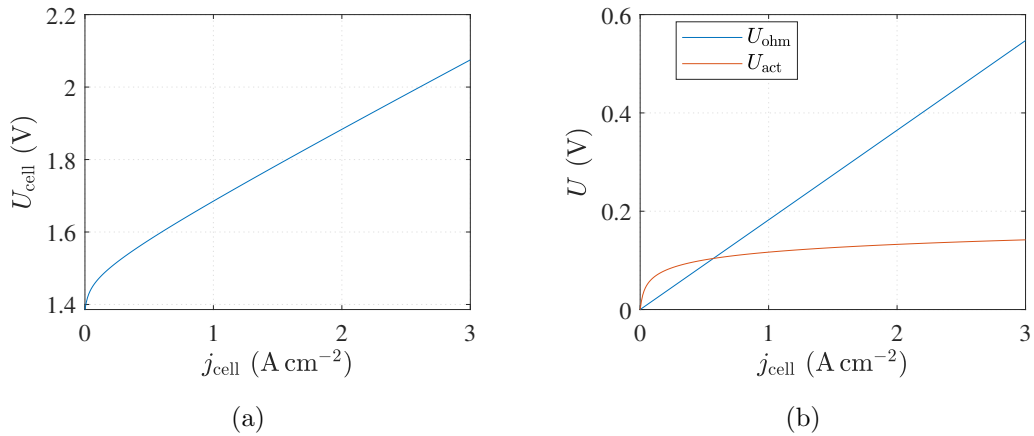 2.2
2
1.8
1.6
1.4
0
1
2
3
U_cell (V)
j_cell (A cm⁻²)
(a)
0.6
0.4
0.2
0
0
1
2
3
U (V)
j_cell (A cm⁻²)
U_ohm
U_act
(b)